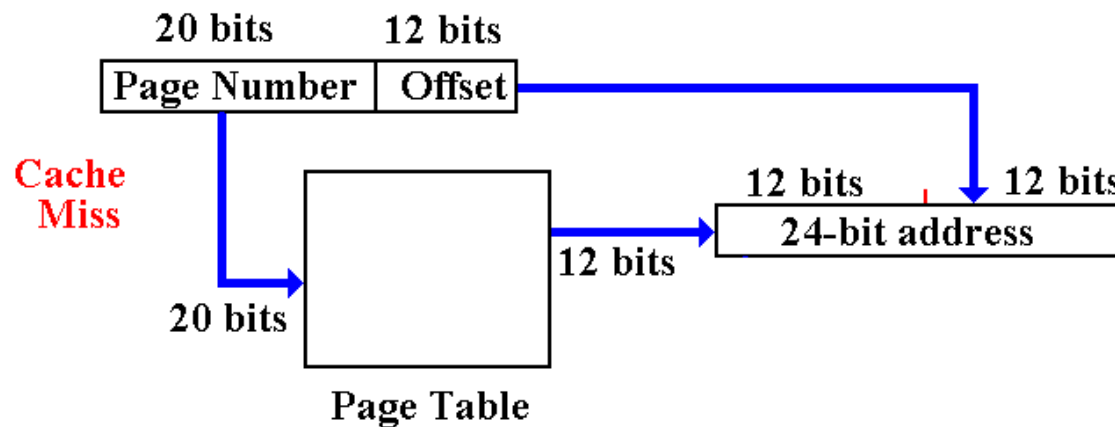 20 bits 12 bits
Page Number Offset
Cache
Miss
12 bits 12 bits
24-bit address
12 bits
20 bits
Page Table